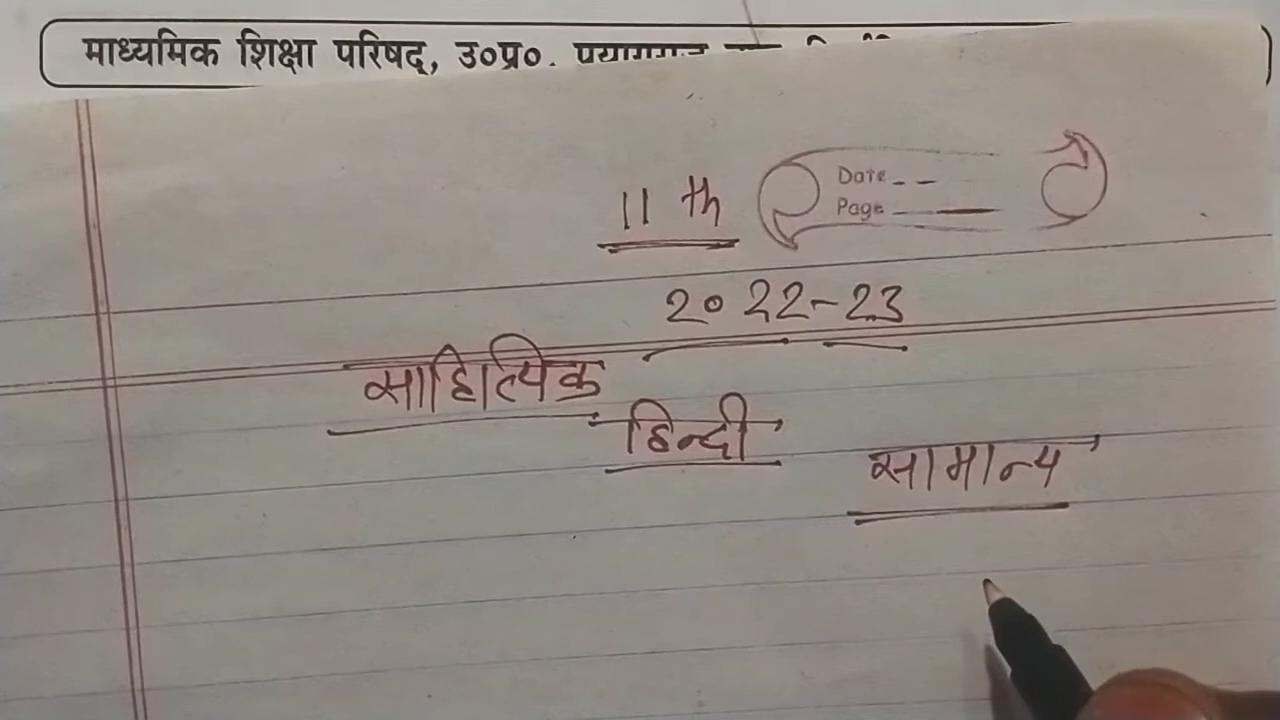 माध्यमिक शिक्षा परिषद्, उ०प्र०.
Date
Page
11 th
2022-23
साहित्यिक
हिन्दी
सामान्य